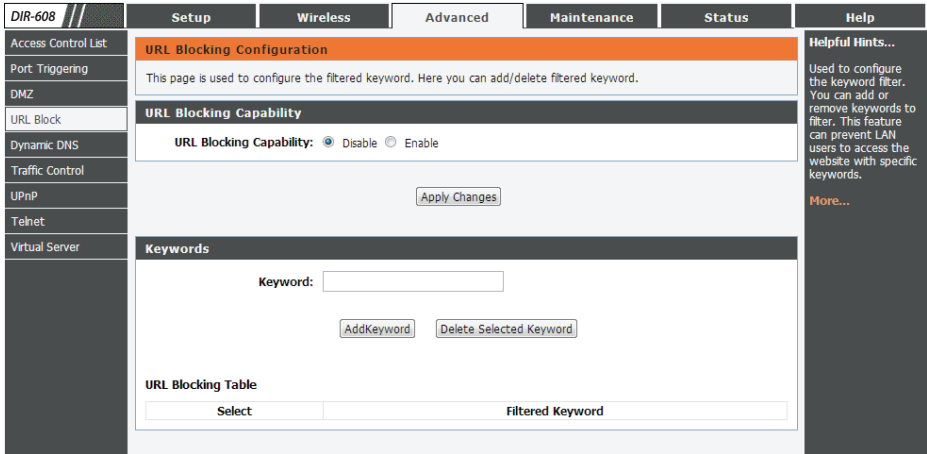 DIR-608
Setup Wireless Advanced Maintenance Status Help
Access Control List
Port Triggering
DMZ
URL Block
Dynamic DNS
Traffic Control
UPnP
Telnet
Virtual Server
URL Blocking Configuration
This page is used to configure the filtered keyword. Here you can add/delete filtered keyword.
URL Blocking Capability
URL Blocking Capability: Disable Enable
Apply Changes
Keywords
Keyword:
AddKeyword Delete Selected Keyword
URL Blocking Table
Select Filtered Keyword
Helpful Hints...
Used to configure
the keyword filter.
You can add or
remove keywords to
filter. This feature
can prevent LAN
users to access the
website with specific
keywords.
More...